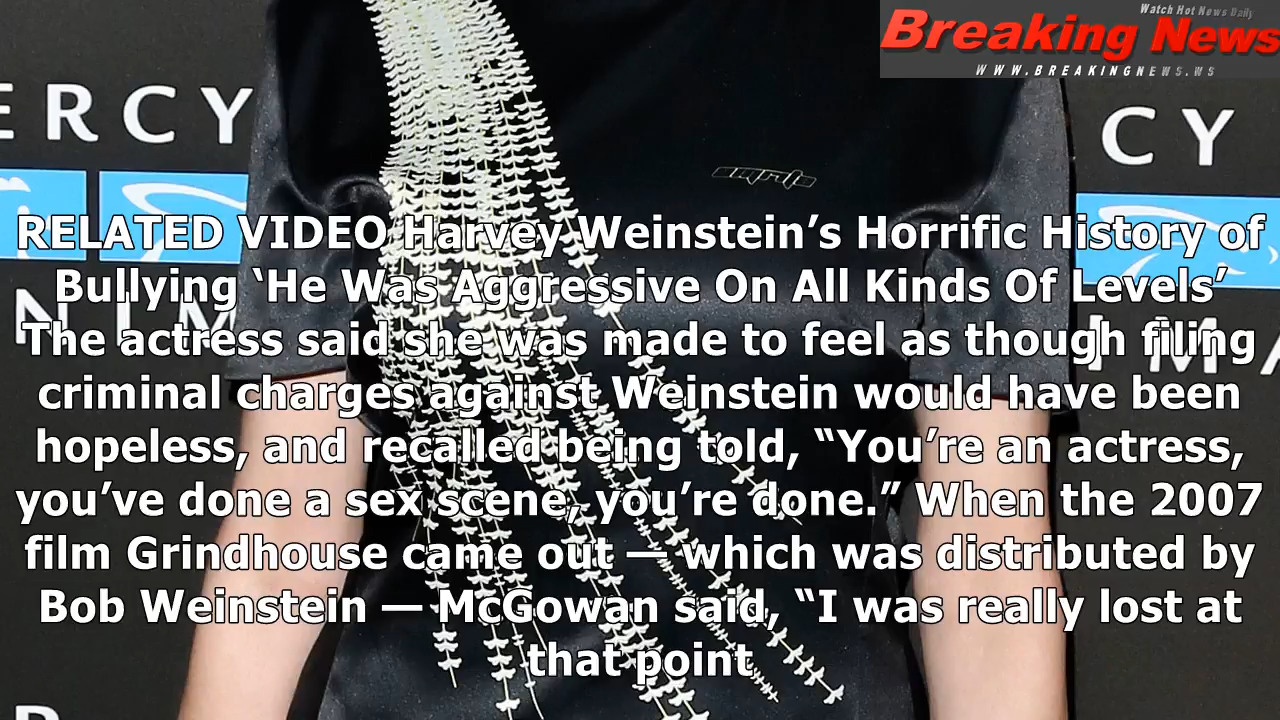 Watch Hot News Daily
Breaking News
WWW.BREAKINGNEWS.WS
ERCY
CY
RELATED VIDEO Harvey Weinstein’s Horrific History of
Bullying ‘He Was Aggressive On All Kinds Of Levels’
The actress said she was made to feel as though filing
criminal charges against Weinstein would have been
hopeless, and recalled being told, “You’re an actress,
you’ve done a sex scene, you’re done.” When the 2007
film Grindhouse came out — which was distributed by
Bob Weinstein — McGowan said, “I was really lost at
that point